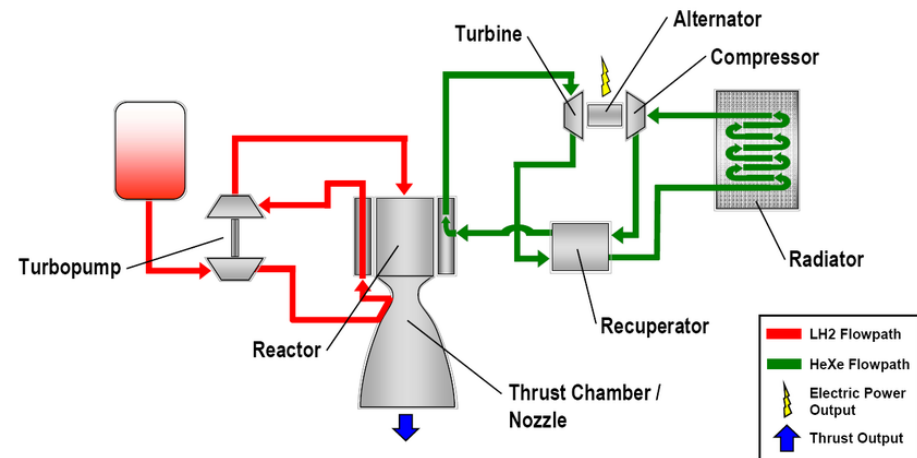 Alternator
Turbine
Compressor
Turbopump
Radiator
Recuperator
Reactor
Thrust Chamber /
Nozzle
LH2 Flowpath
HeXe Flowpath
Electric Power
Output
Thrust Output